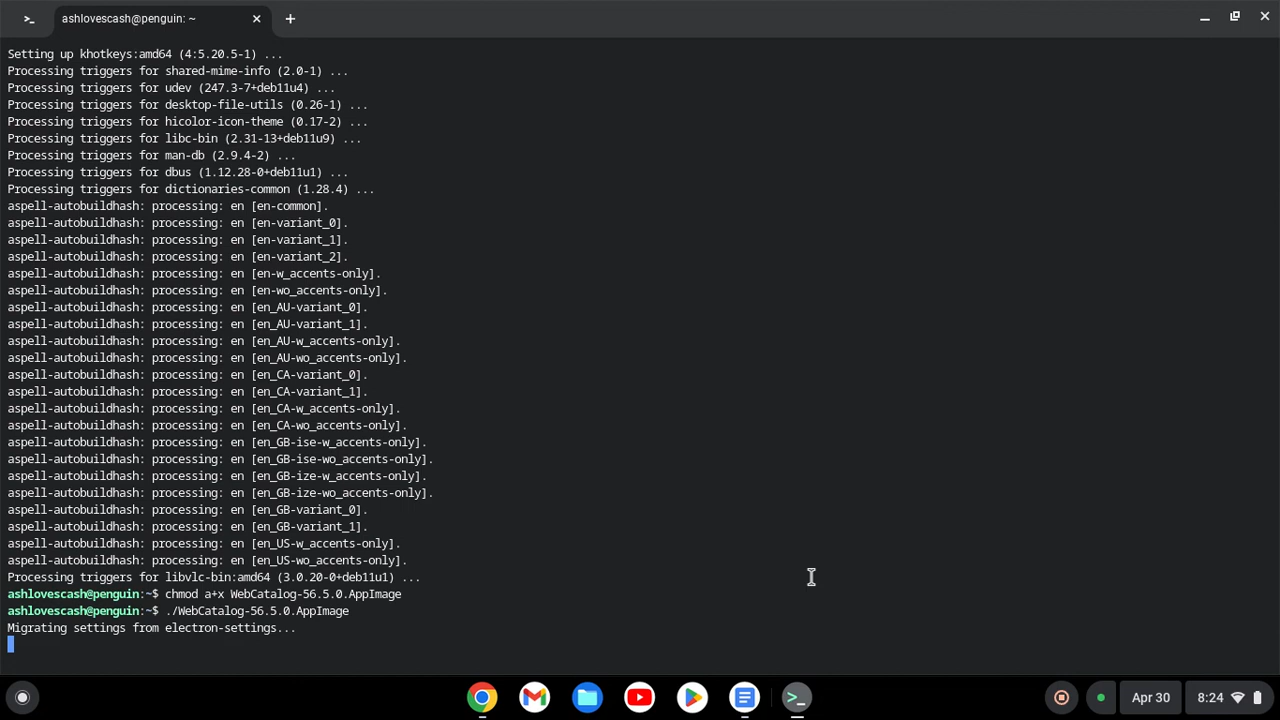 ashlovescash@penguin: ~
Setting up khotkeys:amd64 (4:5.20.5-1) ...
Processing triggers for shared-mime-info (2.0-1) ...
Processing triggers for udev (247.3-7+deb11u4) ...
Processing triggers for desktop-file-utils (0.26-1) ...
Processing triggers for hicolor-icon-theme (0.17-2) ...
Processing triggers for libc-bin (2.31-13+deb11u9) ...
Processing triggers for man-db (2.9.4-2) ...
Processing triggers for dbus (1.12.28-0+deb11u1) ...
Processing triggers for dictionaries-common (1.28.4) ...
aspell-autobuildhash: processing: en [en-common].
aspell-autobuildhash: processing: en [en-variant_0].
aspell-autobuildhash: processing: en [en-variant_1].
aspell-autobuildhash: processing: en [en-variant_2].
aspell-autobuildhash: processing: en [en-w_accents-only].
aspell-autobuildhash: processing: en [en-wo_accents-only].
aspell-autobuildhash: processing: en [en_AU-variant_0].
aspell-autobuildhash: processing: en [en_AU-variant_1].
aspell-autobuildhash: processing: en [en_AU-w_accents-only].
aspell-autobuildhash: processing: en [en_AU-wo_accents-only].
aspell-autobuildhash: processing: en [en_CA-variant_0].
aspell-autobuildhash: processing: en [en_CA-variant_1].
aspell-autobuildhash: processing: en [en_CA-w_accents-only].
aspell-autobuildhash: processing: en [en_CA-wo_accents-only].
aspell-autobuildhash: processing: en [en_GB-ise-w_accents-only].
aspell-autobuildhash: processing: en [en_GB-ise-wo_accents-only].
aspell-autobuildhash: processing: en [en_GB-ize-w_accents-only].
aspell-autobuildhash: processing: en [en_GB-ize-wo_accents-only].
aspell-autobuildhash: processing: en [en_GB-variant_0].
aspell-autobuildhash: processing: en [en_GB-variant_1].
aspell-autobuildhash: processing: en [en_US-w_accents-only].
aspell-autobuildhash: processing: en [en_US-wo_accents-only].
Processing triggers for libvlc-bin:amd64 (3.0.20-0+deb11u1) ...
ashlovescash@penguin:~$ chmod a+x WebCatalog-56.5.0.AppImage
ashlovescash@penguin:~$ ./WebCatalog-56.5.0.AppImage
Migrating settings from electron-settings...
Apr 30
8:24